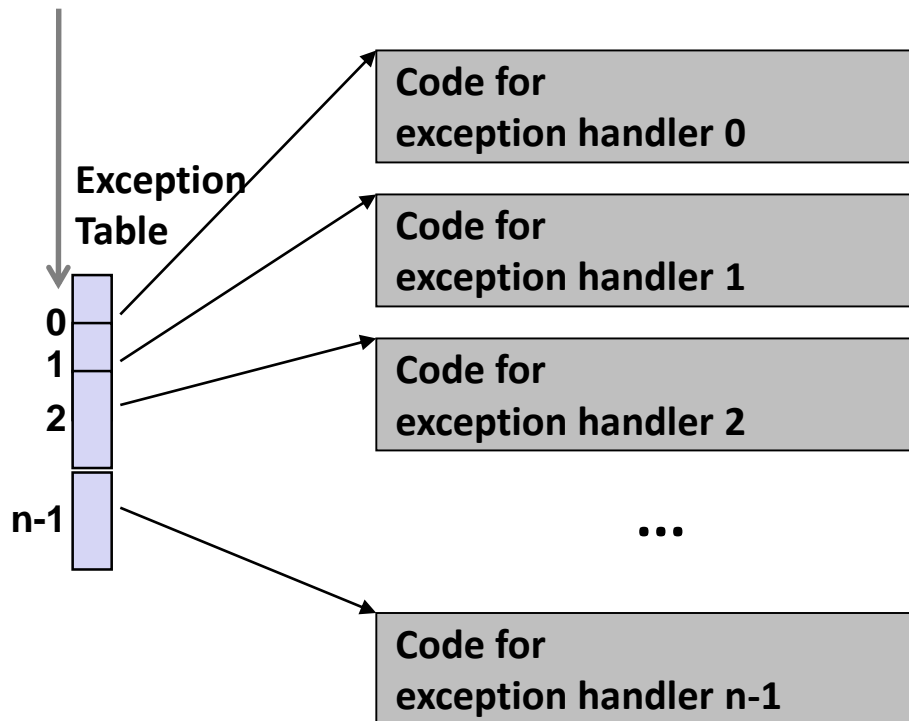 Code for
exception handler 0
Exception
Table
Code for
exception handler 1
0
1
2
Code for
exception handler 2
n-1
...
Code for
exception handler n-1